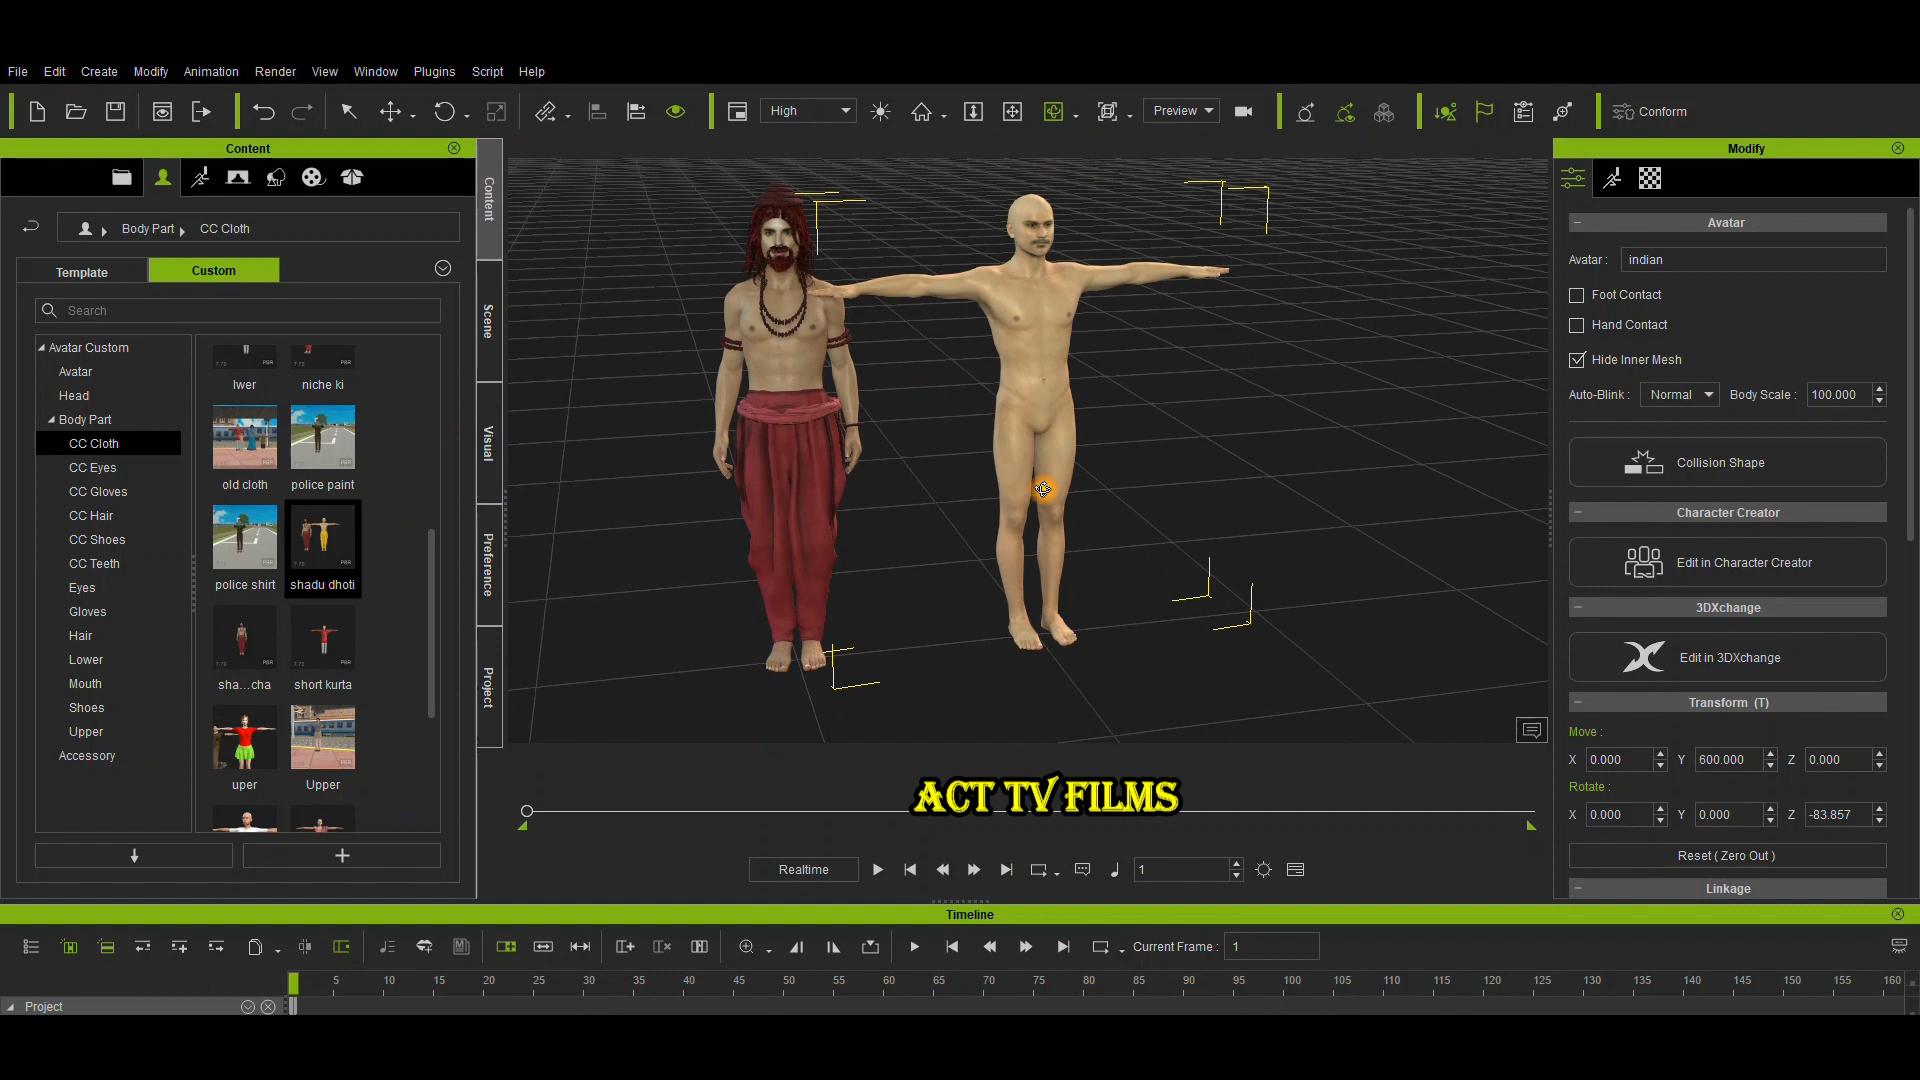 File Edit Create Modify Animation Render View Window Plugins Script Help
High Preview Conform
Content
Body Part CC Cloth
Template Custom
Search
Avatar Custom
Avatar
Head
Body Part
CC Cloth
CC Eyes
CC Gloves
CC Hair
CC Shoes
CC Teeth
Eyes
Gloves
Hair
Lower
Mouth
Shoes
Upper
Accessory
lwer niche ki
old cloth police paint
police shirt shadu dhoti
sha...cha short kurta
uper Upper
Content
Scene
Visual
Preference
Project
Modify
Avatar
Avatar : indian
Foot Contact
Hand Contact
Hide Inner Mesh
Auto-Blink : Normal Body Scale : 100.000
Collision Shape
Character Creator
Edit in Character Creator
3DXchange
Edit in 3DXchange
Transform (T)
Move :
X 0.000 Y 600.000 Z 0.000
Rotate :
X 0.000 Y 0.000 Z -83.857
Reset ( Zero Out )
Linkage
ACT TV FILMS
Realtime 1
Timeline
Current Frame : 1
5 10 15 20 25 30 35 40 45 50 55 60 65 70 75 80 85 90 95 100 105 110 115 120 125 130 135 140 145 150 155 160
Project